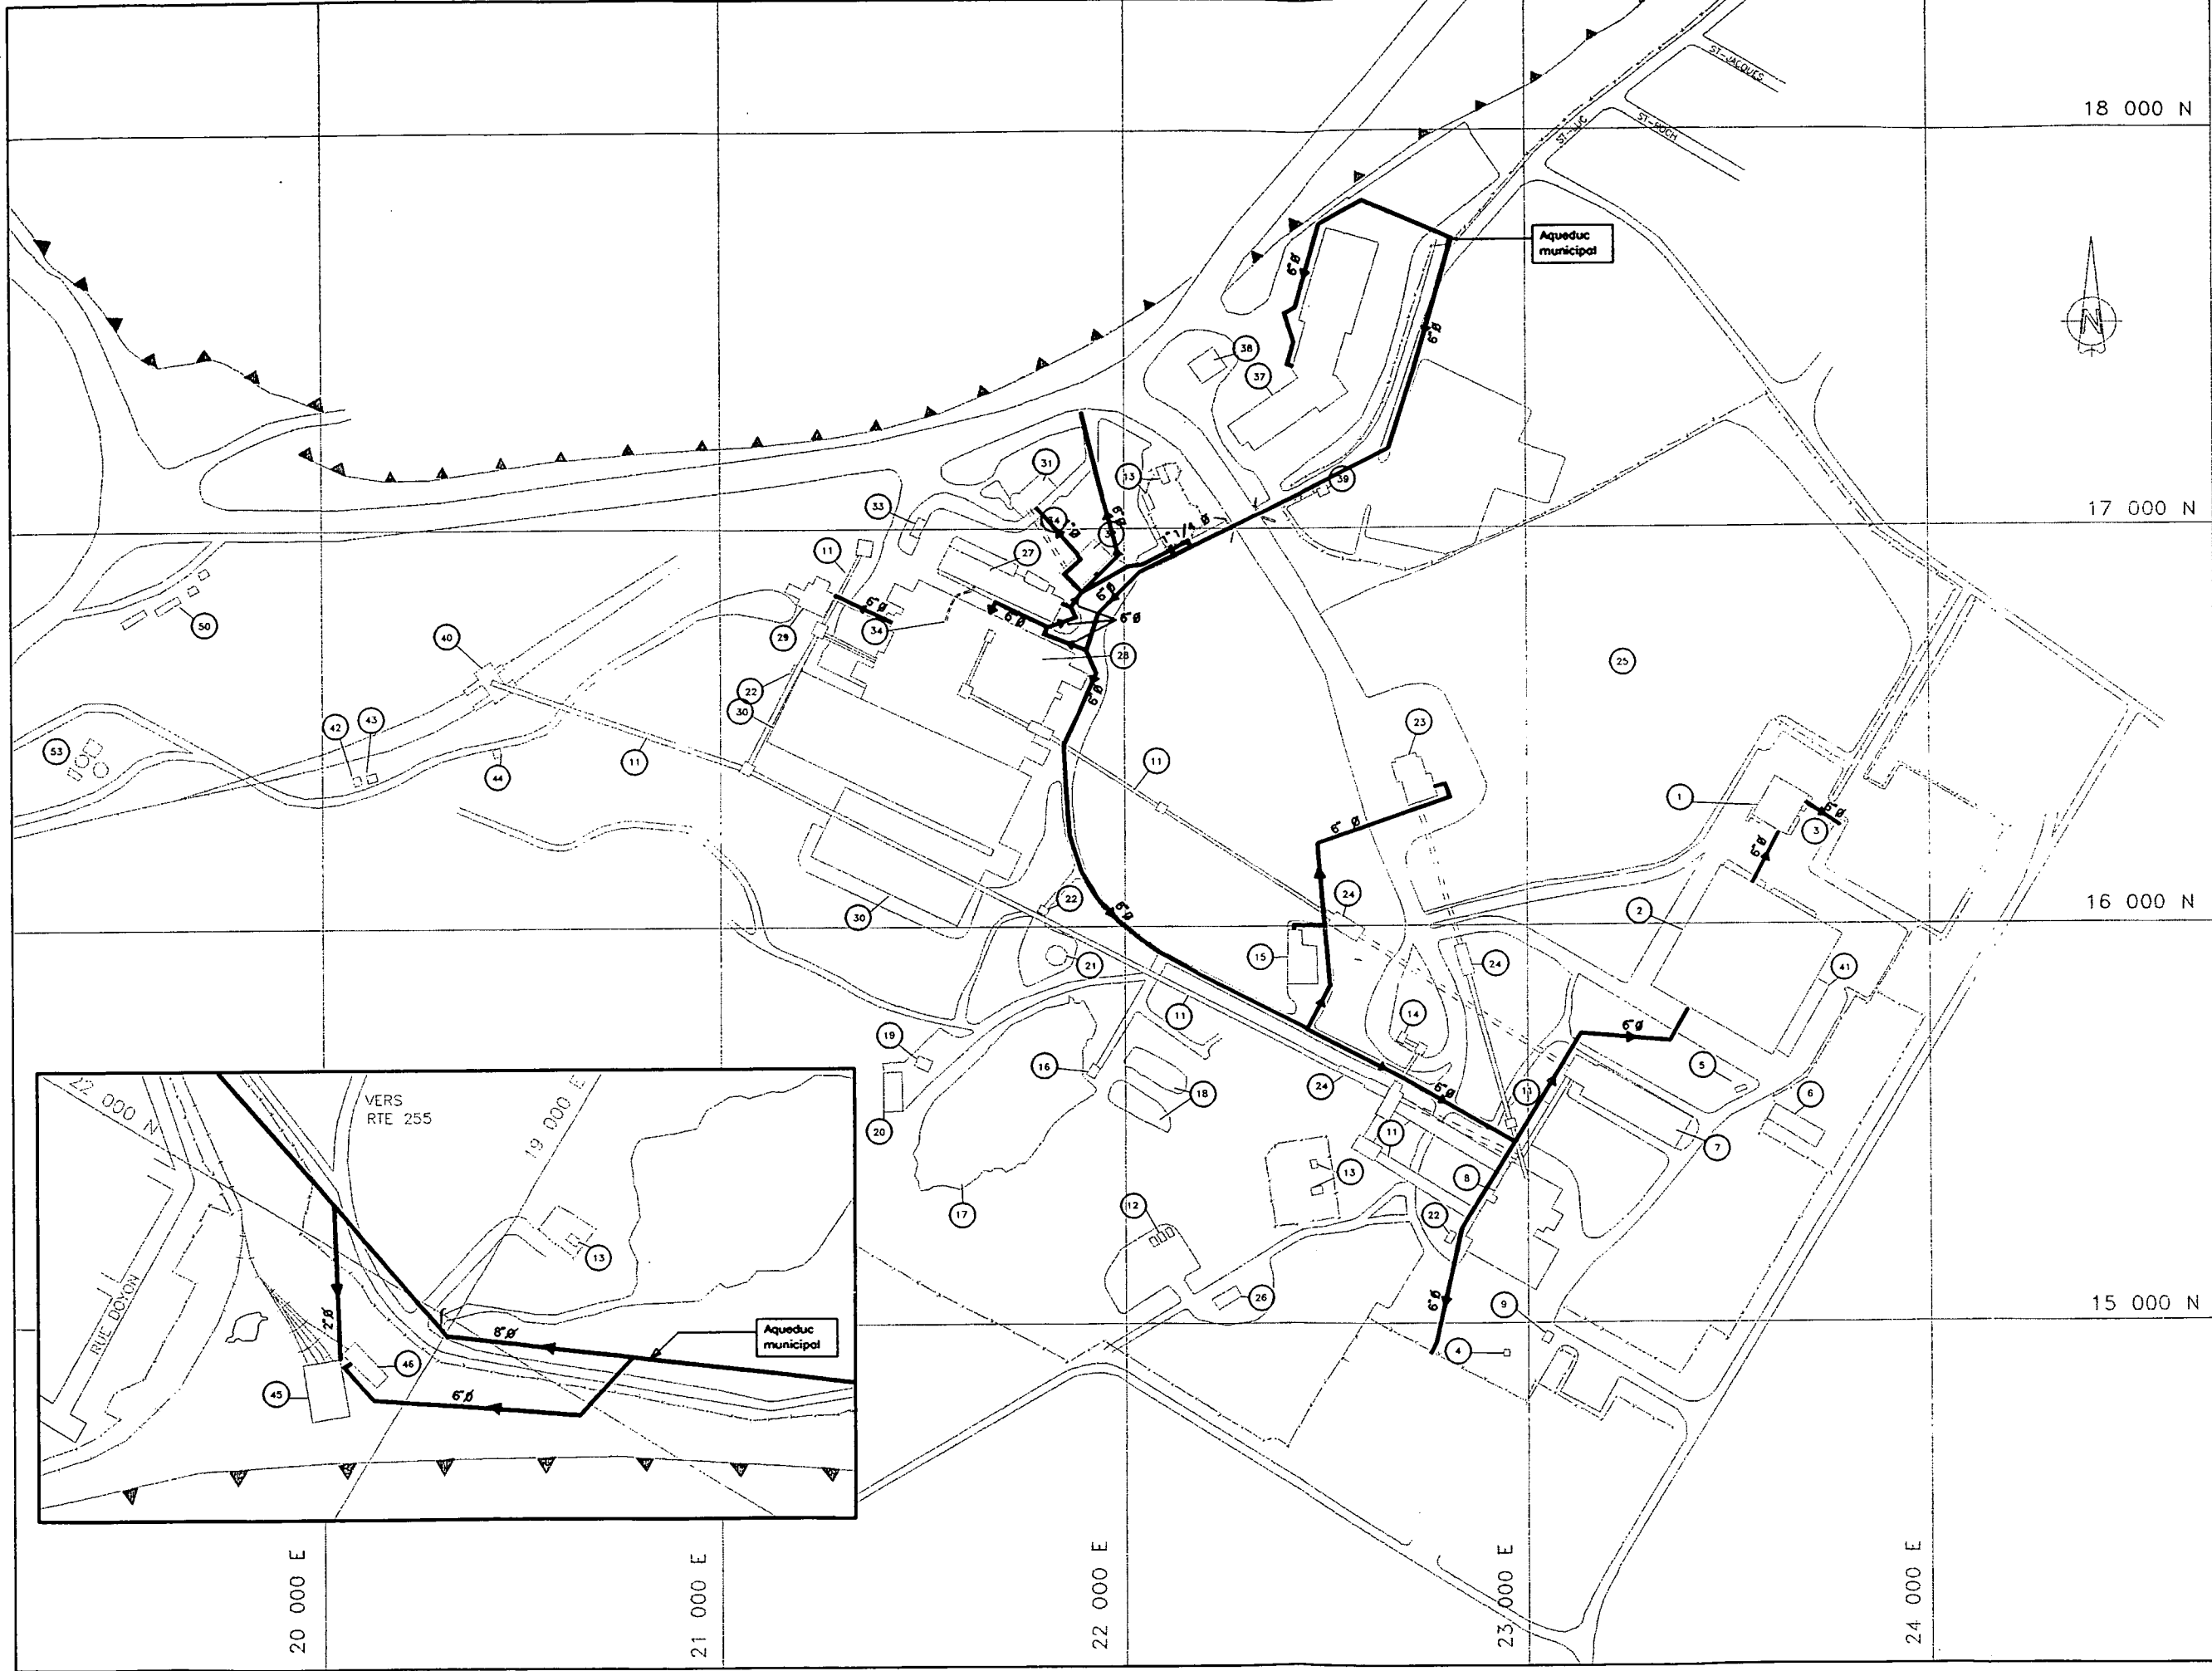 ST-JACQUES
18 000 N
ST-LUC
ST-ROCH
Aqueduc
municipal
6"Ø
N
38
37
6"Ø
31
13
39
33
6"Ø
1"1/4 Ø
17 000 N
11
27
6"Ø
6"Ø
50
29
34
6"Ø
6"Ø
40
28
25
22
6"Ø
30
23
42
43
53
11
11
44
1
6"Ø
6"Ø
3
6"Ø
30
22
6"Ø
24
2
16 000 N
15
21
24
41
11
14
6"Ø
19
16
5
24
18
6"Ø
11
6
20
11
7
13
8
17
12
22
26
6"Ø
9
15 000 N
4
22 000 N
VERS
RTE 255
19 000 E
13
RUE DOYON
2"Ø
8"Ø
Aqueduc
municipal
46
45
6"Ø
20 000 E
21 000 E
22 000 E
23 000 E
24 000 E